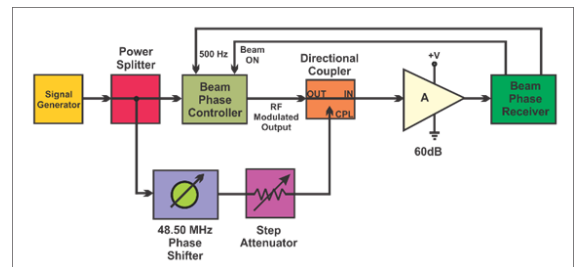 Power
Splitter
500 Hz
Beam
ON
Directional
Coupler
+V
Signal
Generator
Beam
Phase
Controller
RF
Modulated
Output
OUT IN
CPL
A
60dB
Beam
Phase
Receiver
48.50 MHz
Phase
Shifter
Step
Attenuator